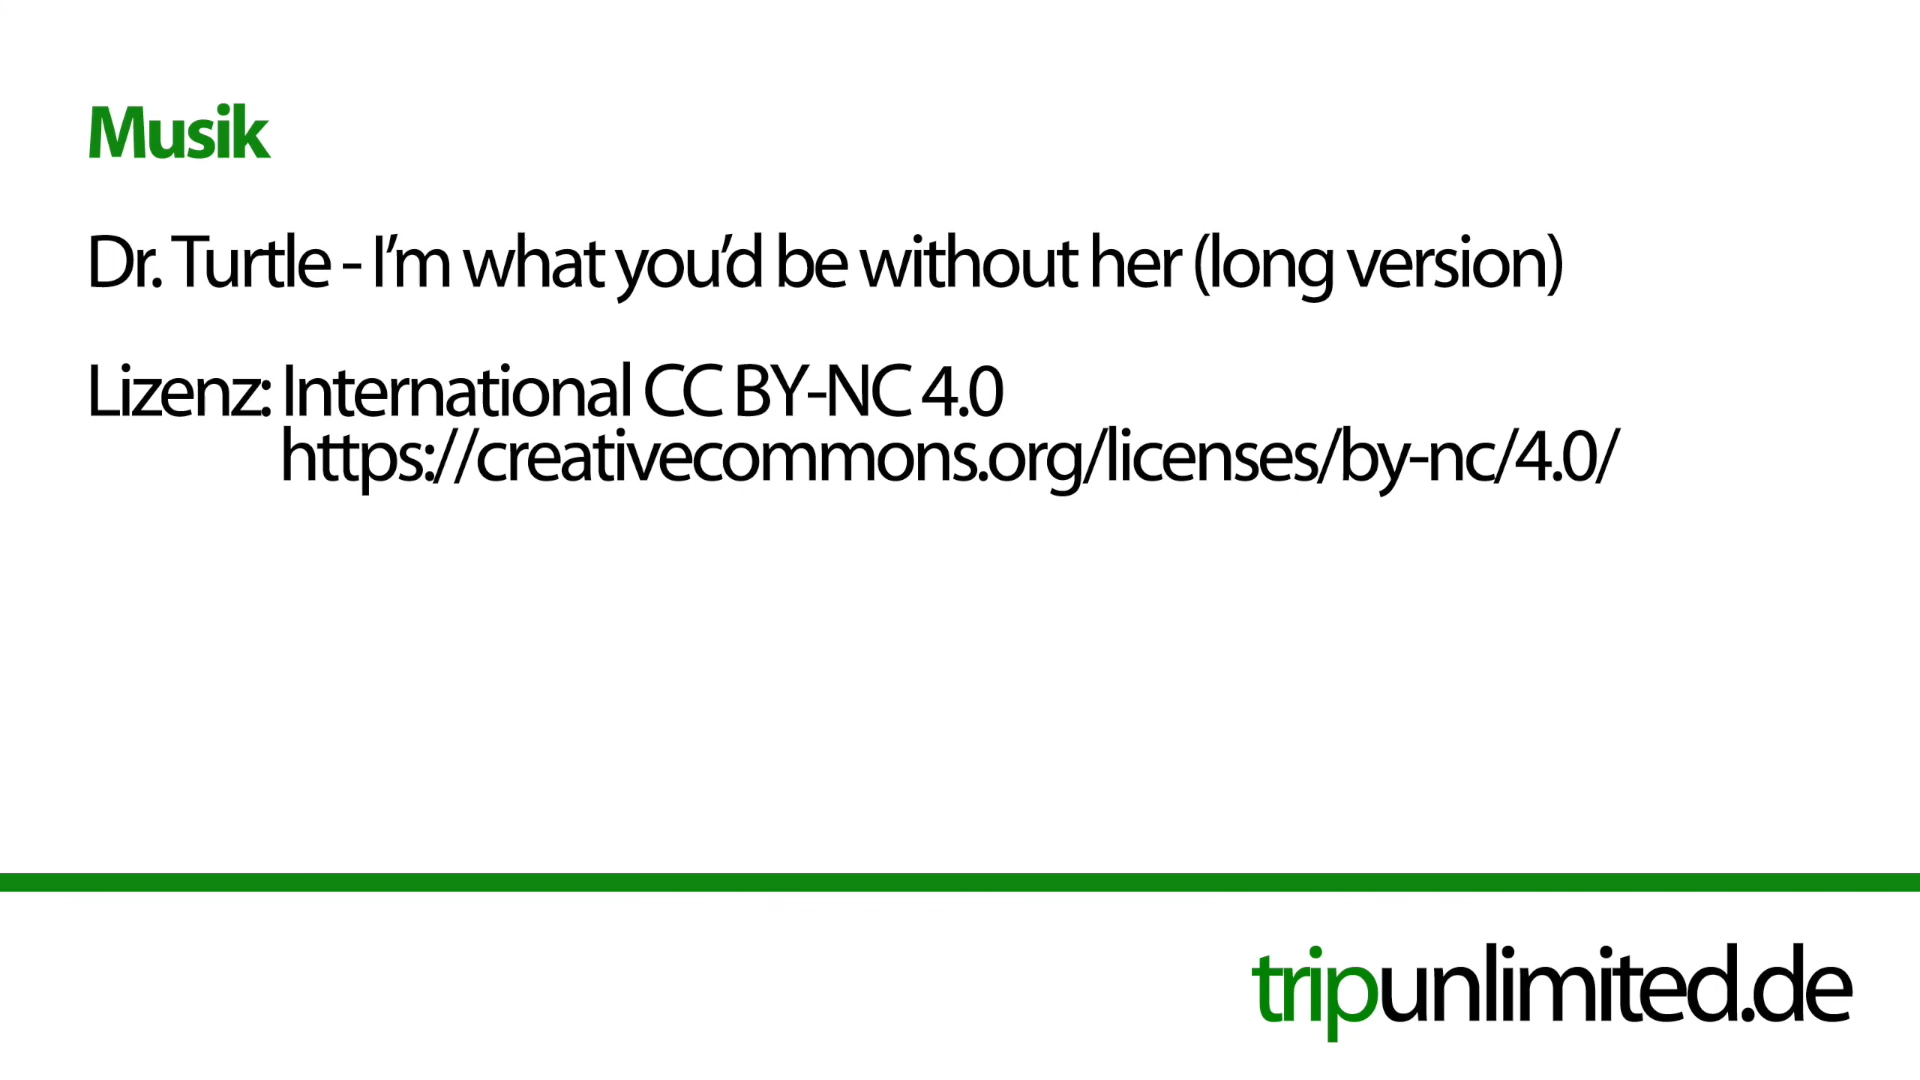 Musik
Dr. Turtle - I’m what you’d be without her (long version)
Lizenz: International CC BY-NC 4.0
https://creativecommons.org/licenses/by-nc/4.0/
tripunlimited.de